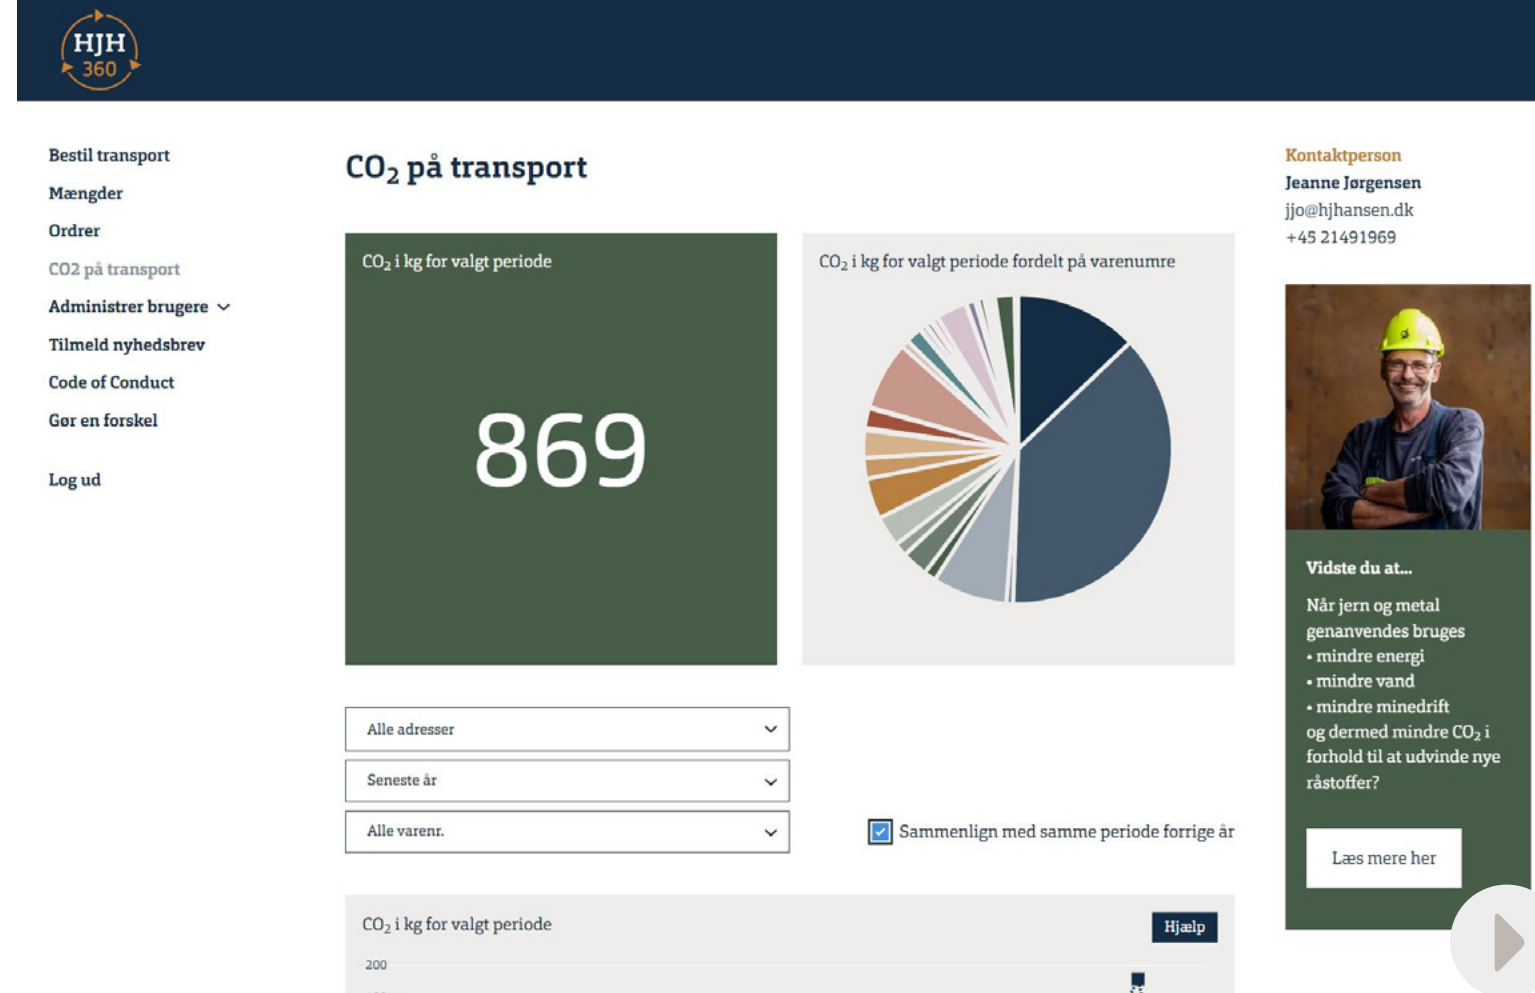 HJH
360
Bestil transport
Mængder
Ordrer
CO2 på transport
Administrer brugere
Tilmeld nyhedsbrev
Code of Conduct
Gør en forskel
Log ud
CO₂ på transport
CO₂ i kg for valgt periode
869
CO₂ i kg for valgt periode fordelt på varenumre
Alle adresser
Seneste år
Alle varenr.
Sammenlign med samme periode forrige år
CO₂ i kg for valgt periode
Hjælp
200
Kontaktperson
Jeanne Jørgensen
jjo@hjhansen.dk
+45 21491969
Vidste du at...
Når jern og metal
genanvendes bruges
• mindre energi
• mindre vand
• mindre minedrift
og dermed mindre CO₂ i
forhold til at udvinde nye
råstoffer?
Læs mere her